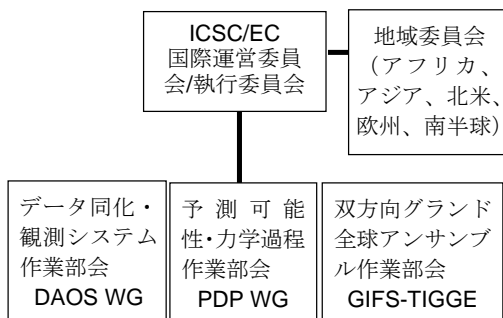 ICSC/EC
国際運営委員
会/執行委員会
地域委員会
（アフリカ、
アジア、北米、
欧州、南半球）
データ同化・
観測システム
作業部会
DAOS WG
予測可能
性・力学過程
作業部会
PDP WG
双方向グランド
全球アンサンブ
ル作業部会
GIFS-TIGGE